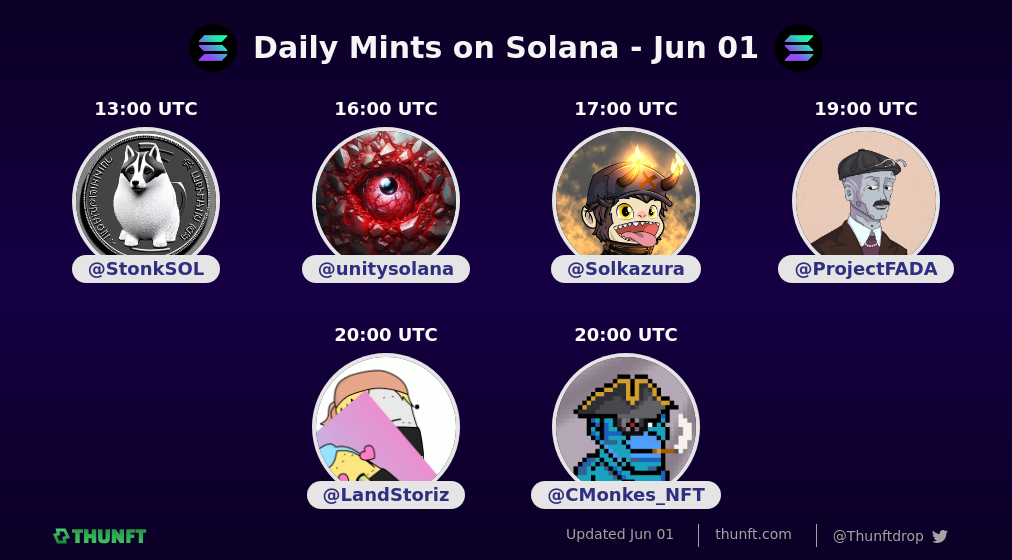 Daily Mints on Solana - Jun 01
13:00 UTC
16:00 UTC
17:00 UTC
19:00 UTC
@StonkSOL
@unitysolana
@Solkazura
@ProjectFADA
20:00 UTC
20:00 UTC
@LandStoriz
@CMonkes_NFT
THUNFT
Updated Jun 01
thunft.com
@Thunftdrop